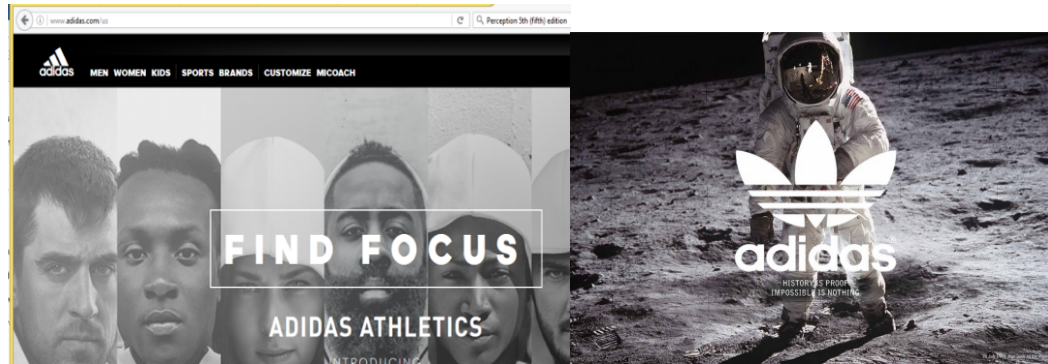 www.adidas.com/us
Perception 5th (fifth) edition
adidas
MEN WOMEN KIDS SPORTS BRANDS CUSTOMIZE MICOACH
FIND FOCUS
ADIDAS ATHLETICS
INTRODUCING
adidas
HISTORY IS PROOF
IMPOSSIBLE IS NOTHING